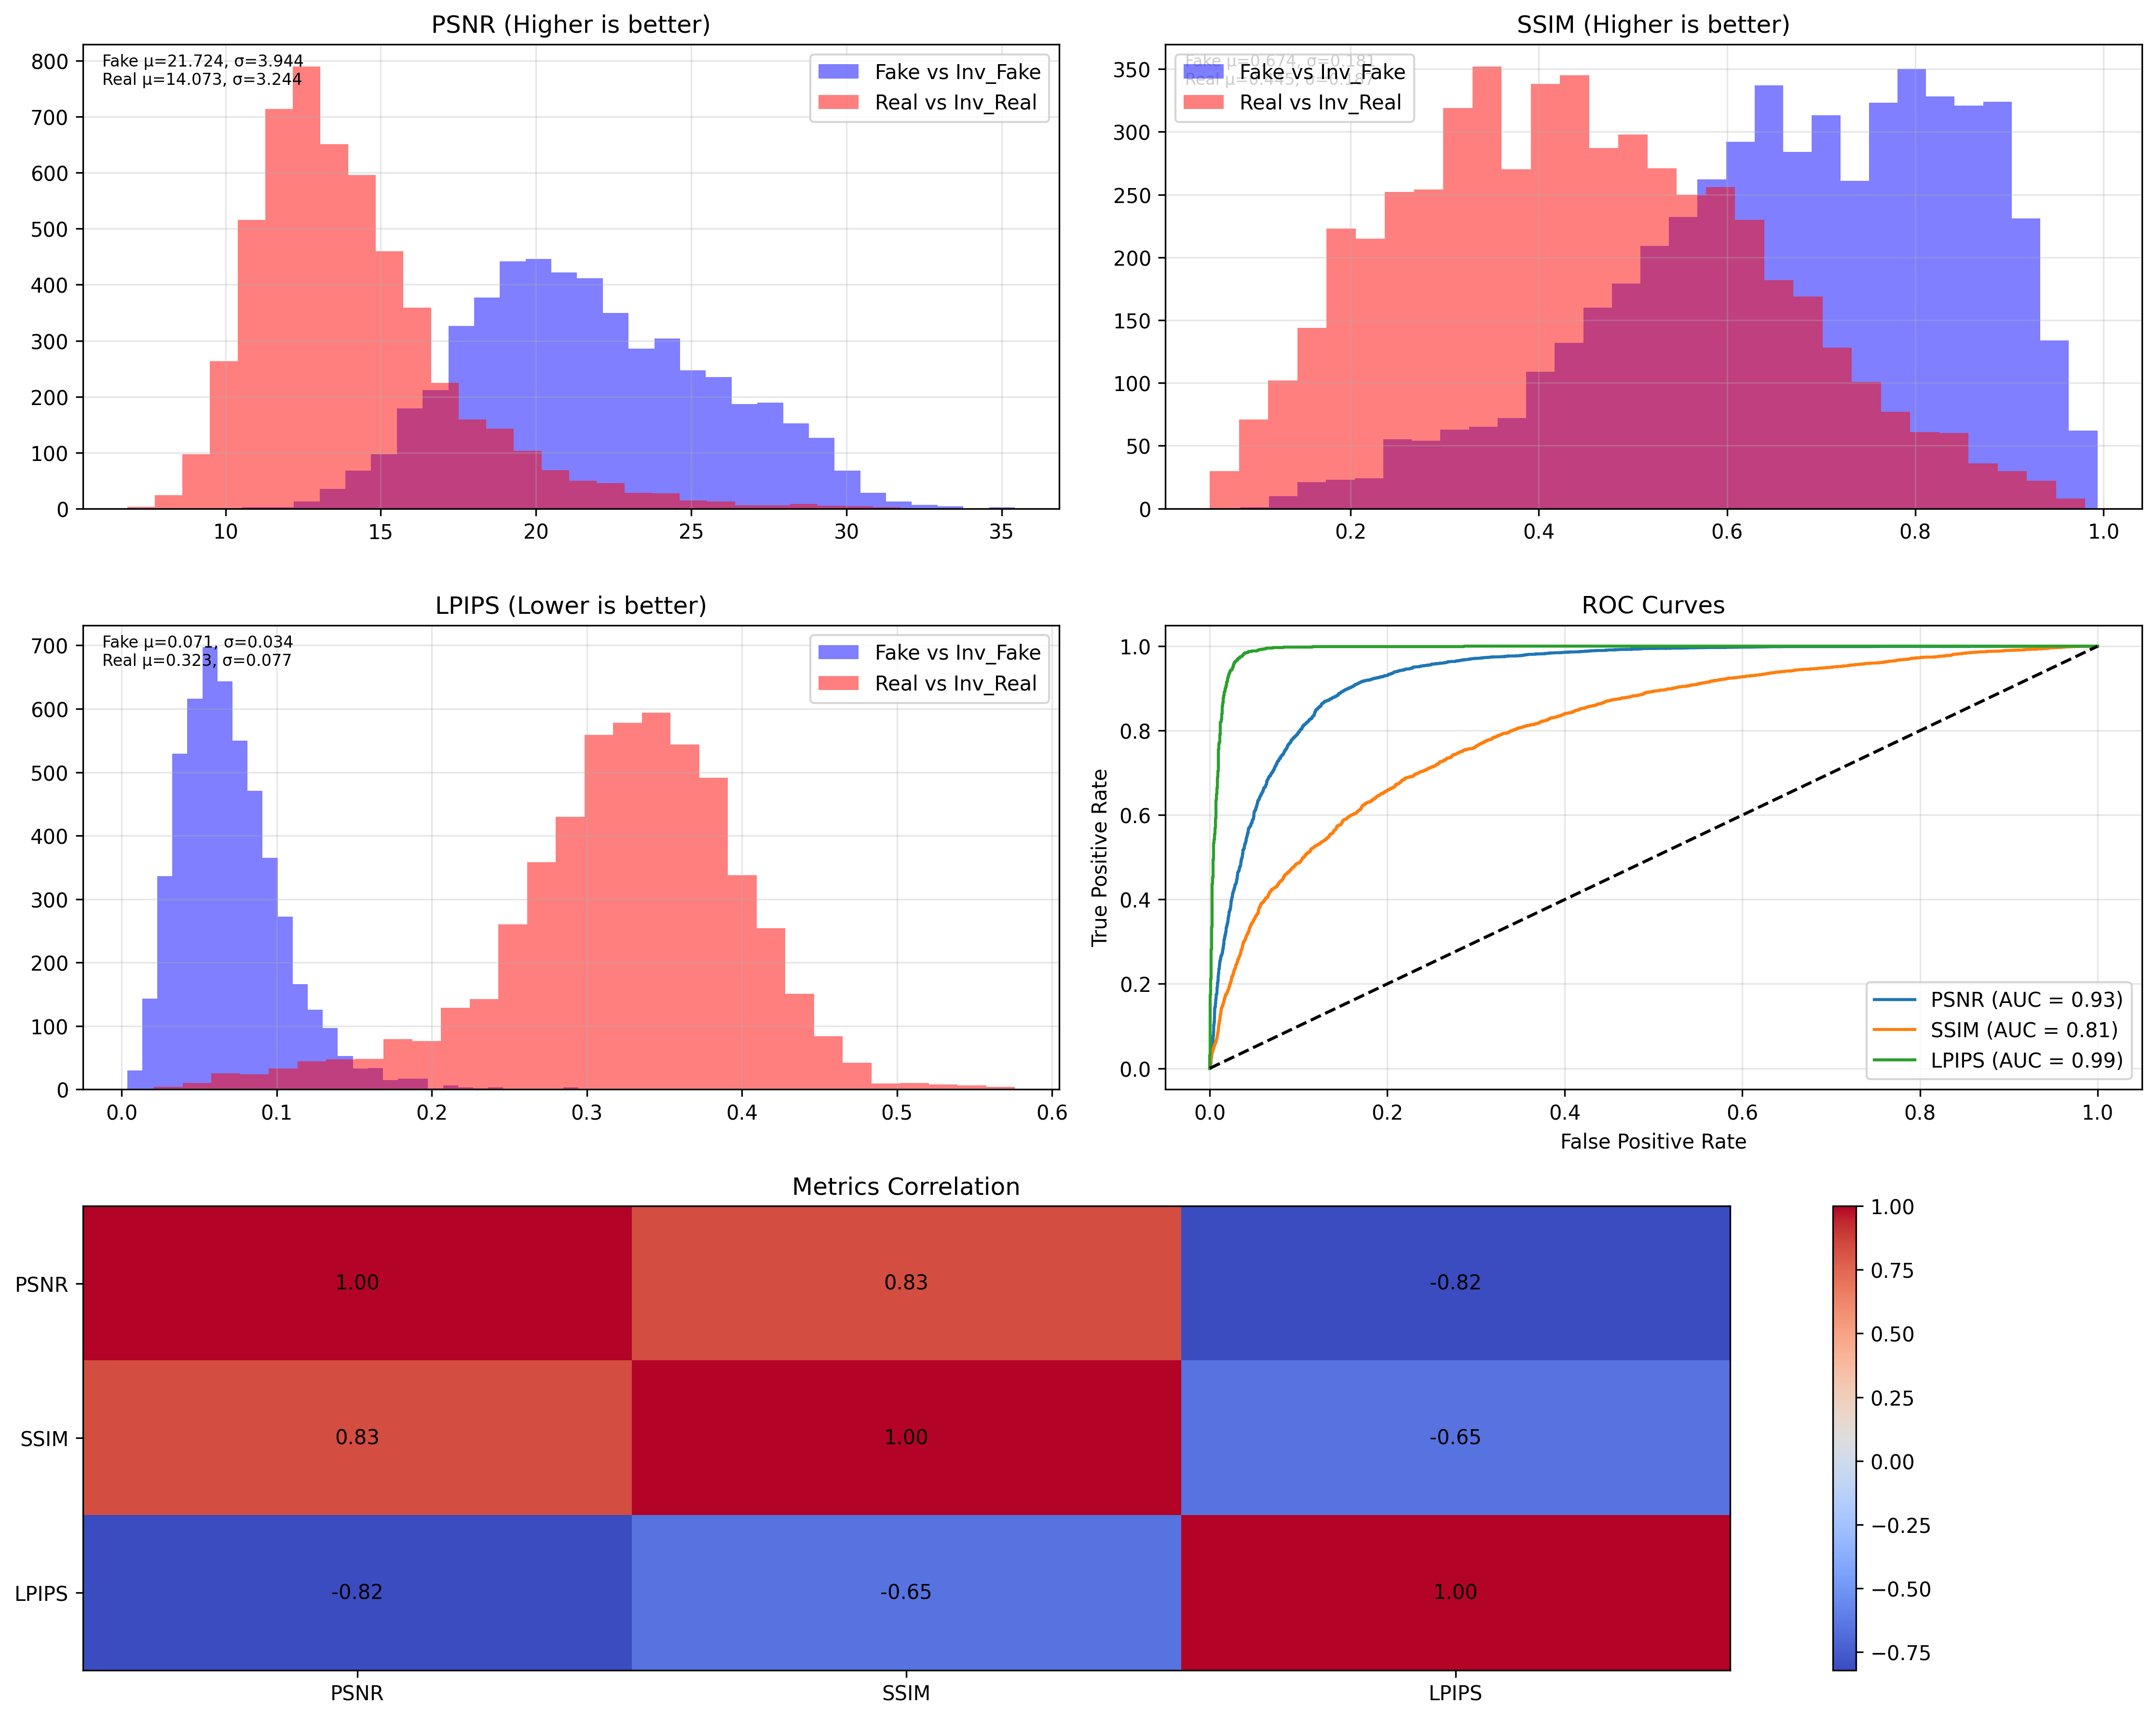 PSNR (Higher is better)
Fake μ=21.724, σ=3.944
Real μ=14.073, σ=3.244
Fake vs Inv_Fake
Real vs Inv_Real
800
700
600
500
400
300
200
100
0
10 15 20 25 30 35
SSIM (Higher is better)
Fake μ=0.674, σ=0.181
Fake vs Inv_Fake
Real vs Inv_Real
350
300
250
200
150
100
50
0
0.2 0.4 0.6 0.8 1.0
LPIPS (Lower is better)
Fake μ=0.071, σ=0.034
Real μ=0.323, σ=0.077
Fake vs Inv_Fake
Real vs Inv_Real
700
600
500
400
300
200
100
0
0.0 0.1 0.2 0.3 0.4 0.5 0.6
ROC Curves
True Positive Rate
1.0
0.8
0.6
0.4
0.2
0.0
PSNR (AUC = 0.93)
SSIM (AUC = 0.81)
LPIPS (AUC = 0.99)
0.0 0.2 0.4 0.6 0.8 1.0
False Positive Rate
Metrics Correlation
PSNR 1.00 0.83 -0.82
SSIM 0.83 1.00 -0.65
LPIPS -0.82 -0.65 1.00
PSNR SSIM LPIPS
1.00
0.75
0.50
0.25
0.00
−0.25
−0.50
−0.75